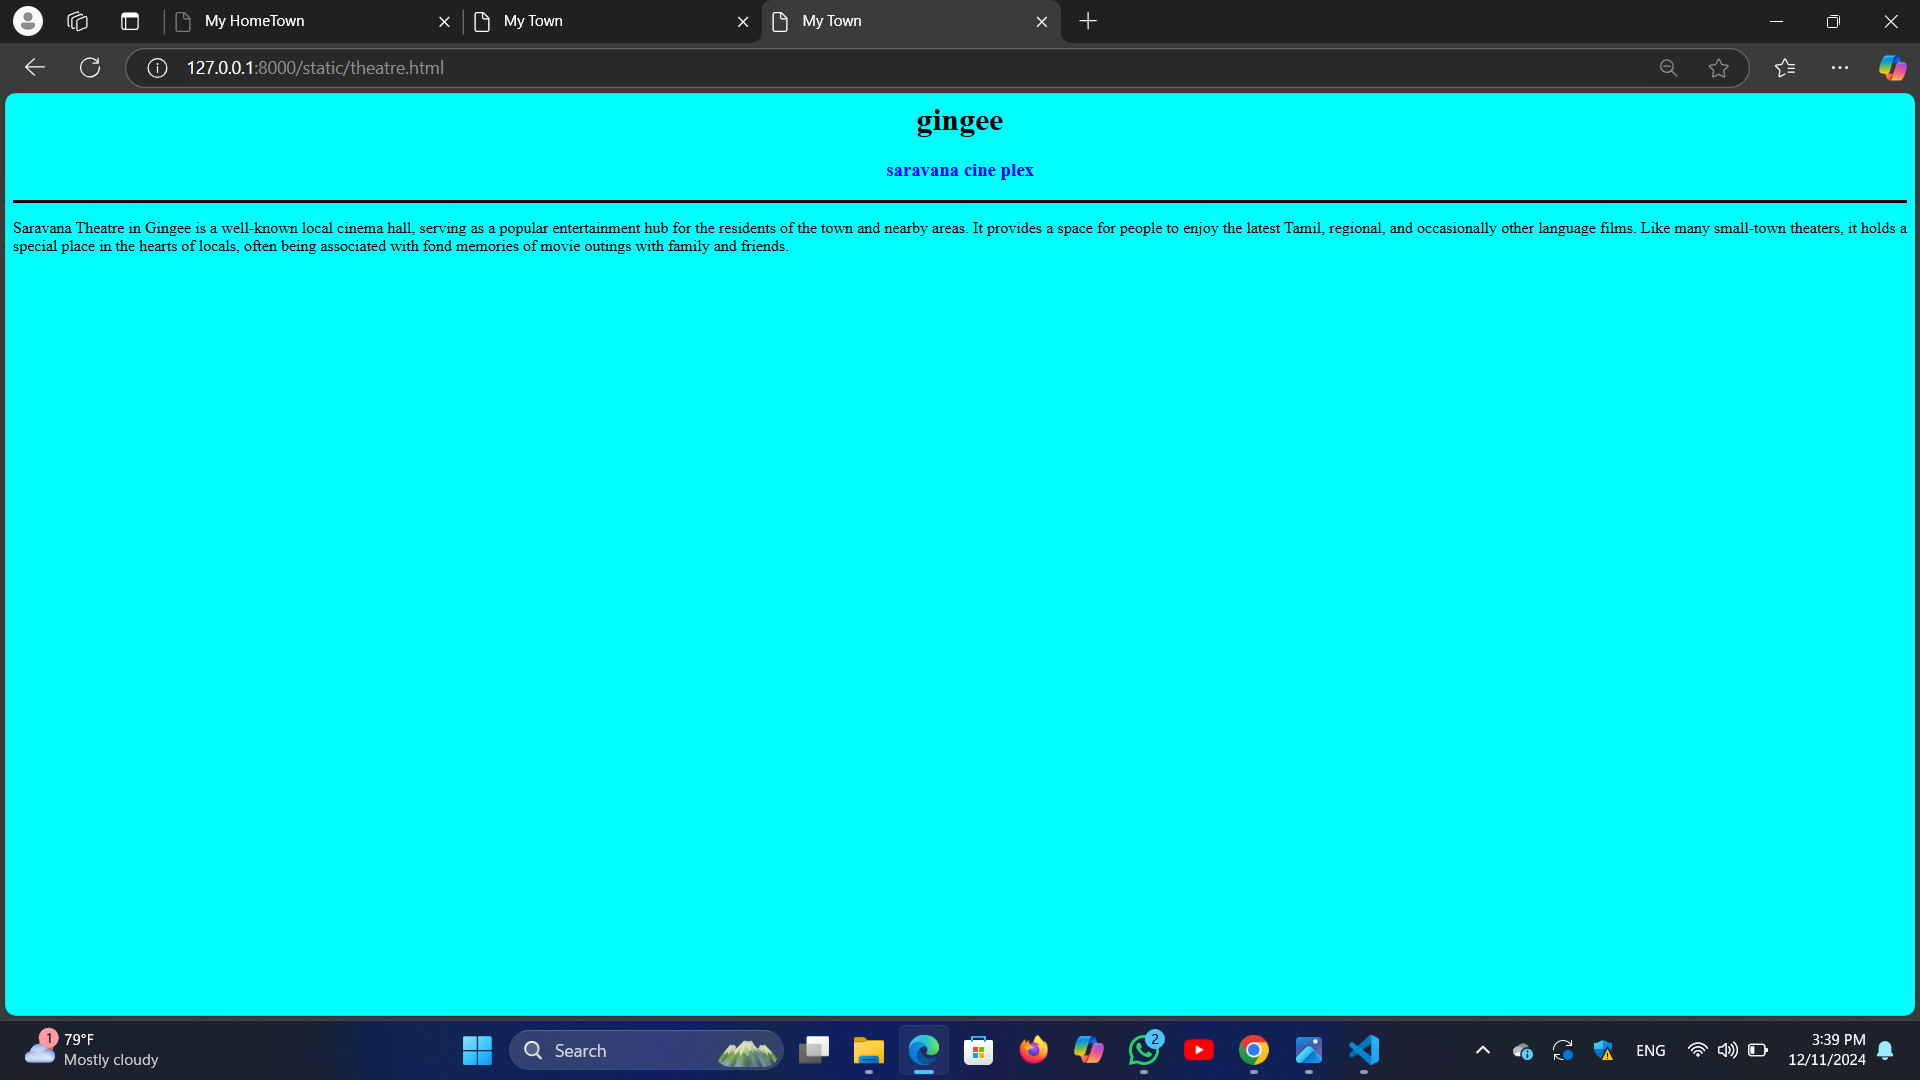 My HomeTown
My Town
My Town
127.0.0.1:8000/static/theatre.html
gingee
saravana cine plex
Saravana Theatre in Gingee is a well-known local cinema hall, serving as a popular entertainment hub for the residents of the town and nearby areas. It provides a space for people to enjoy the latest Tamil, regional, and occasionally other language films. Like many small-town theaters, it holds a
special place in the hearts of locals, often being associated with fond memories of movie outings with family and friends.
1
79°F
Mostly cloudy
Search
2
ENG
3:39 PM
12/11/2024